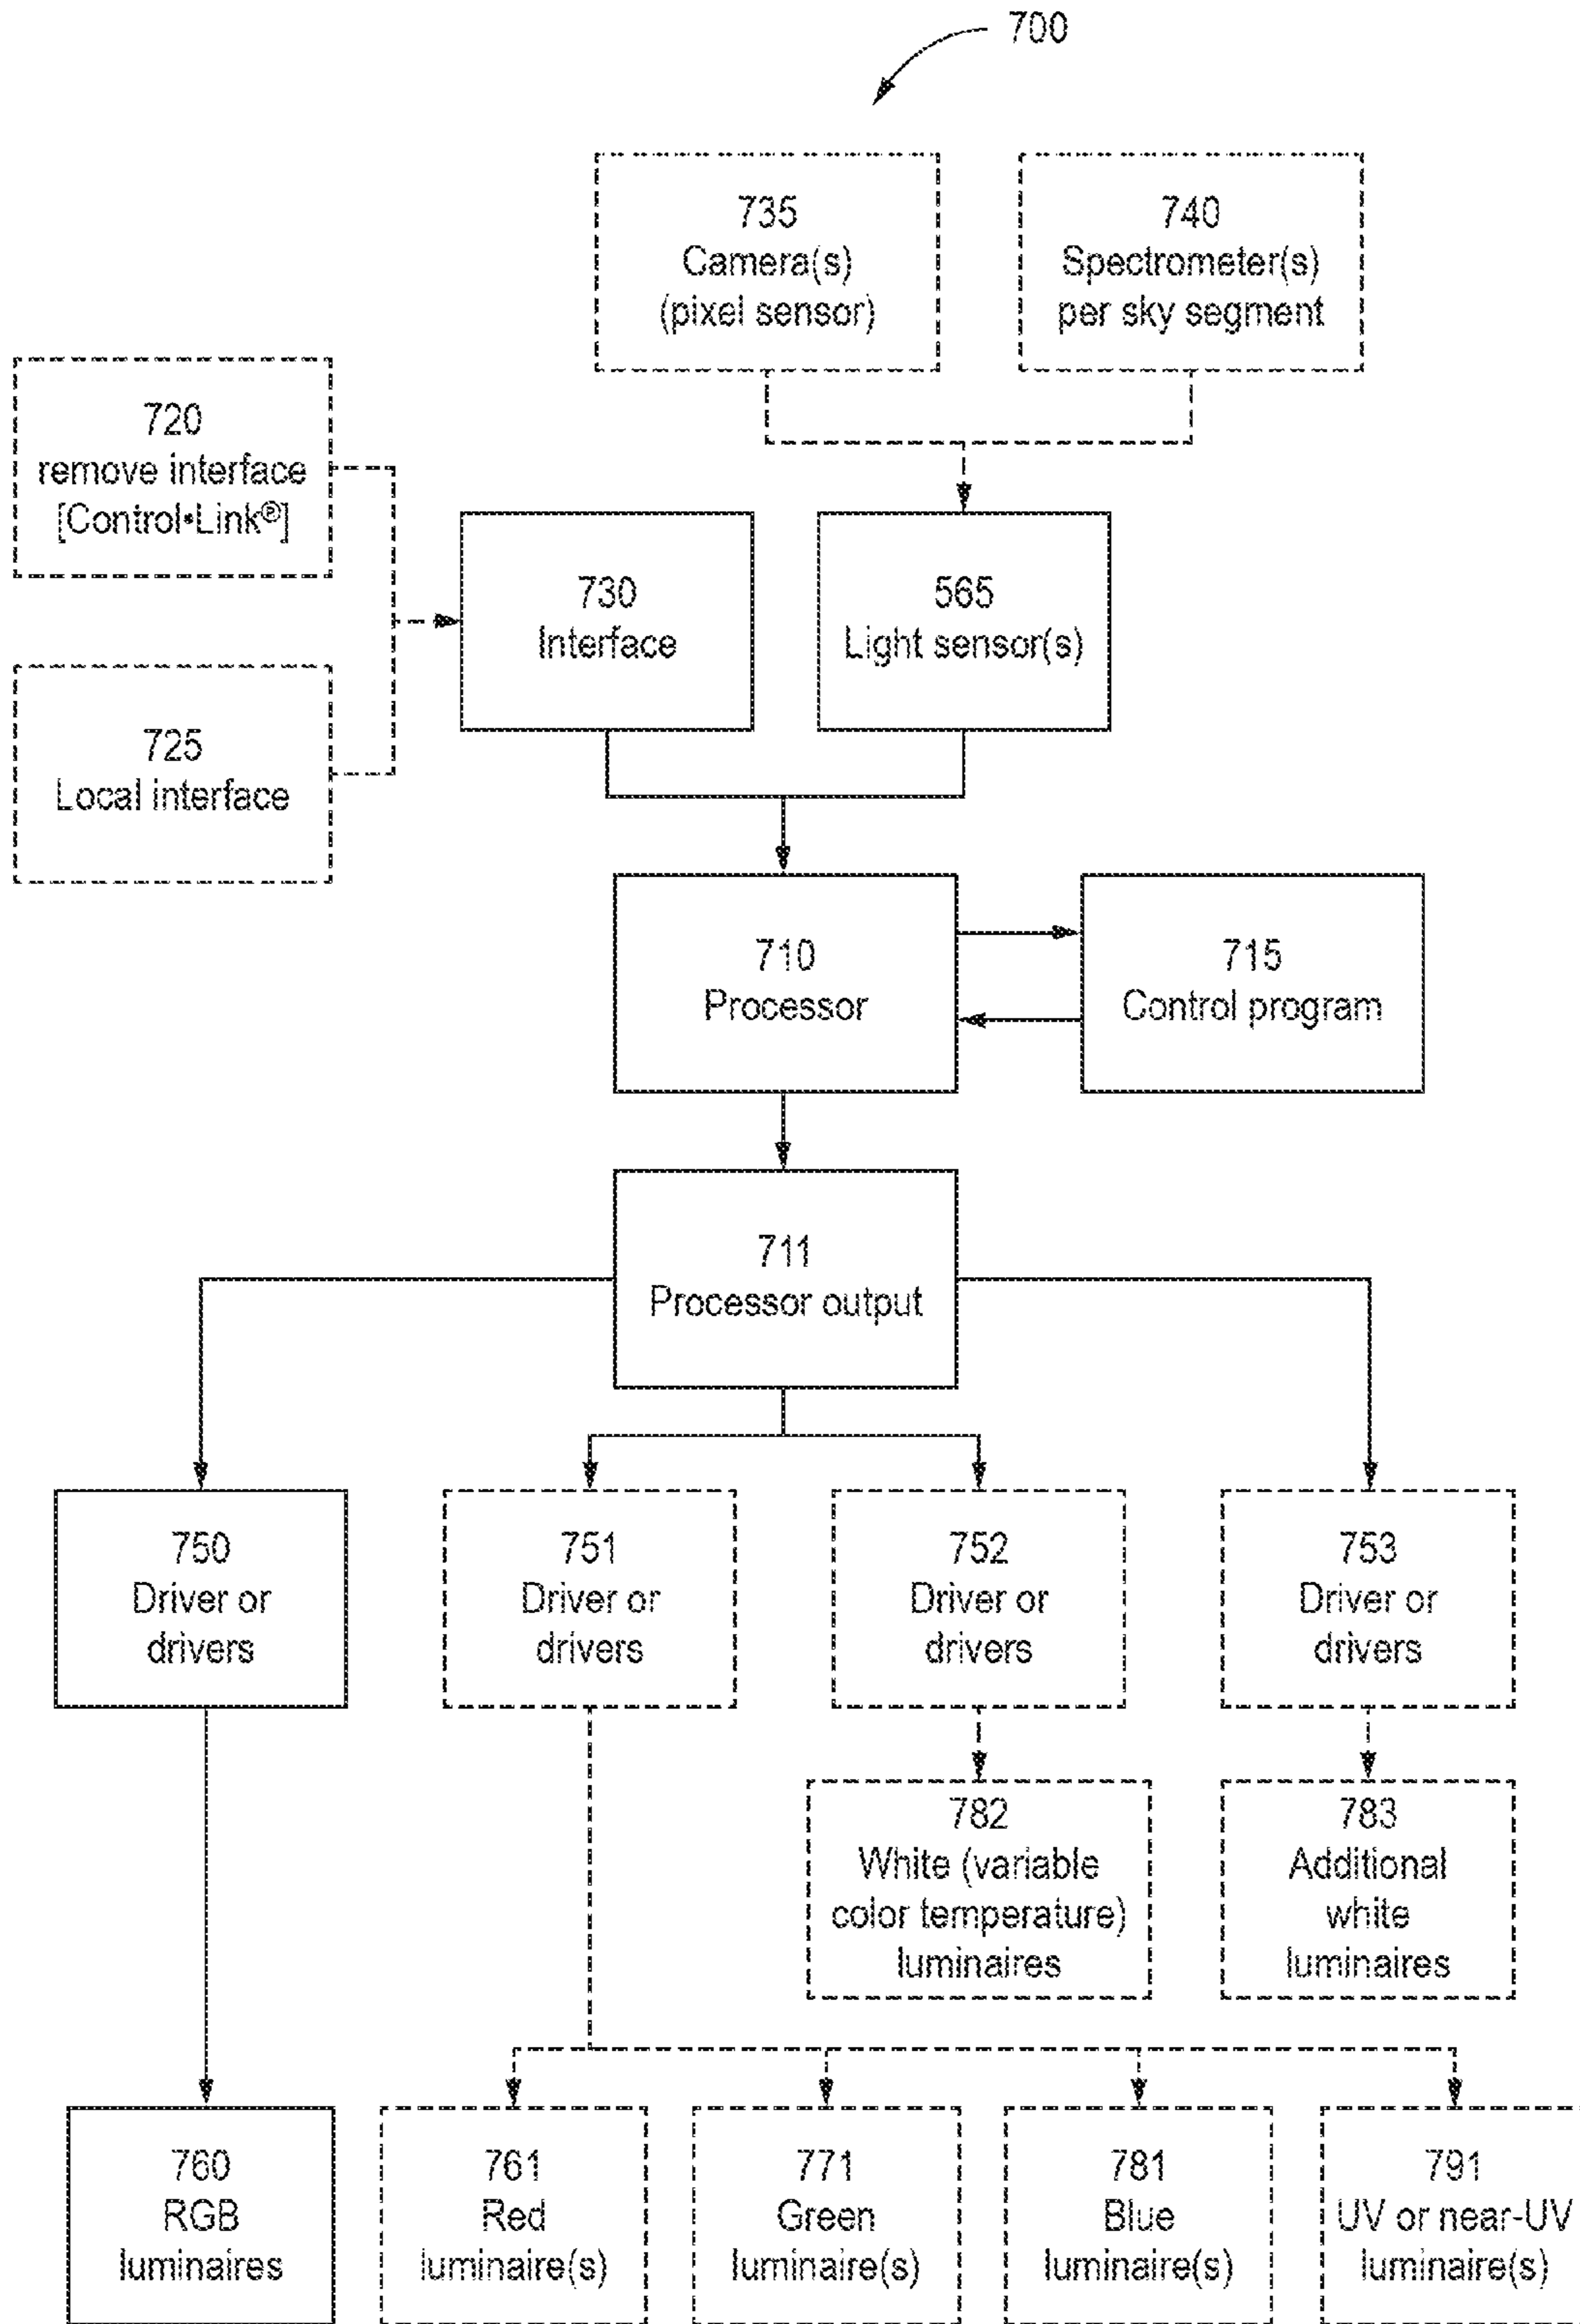 700
735
Camera(s)
(pixel sensor)
740
Spectrometer(s)
per sky segment
720
remove interface
[Control•Link®]
730
Interface
565
Light sensor(s)
725
Local interface
710
Processor
715
Control program
711
Processor output
750
Driver or
drivers
751
Driver or
drivers
752
Driver or
drivers
753
Driver or
drivers
782
White (variable
color temperature)
luminaires
783
Additional
white
luminaires
760
RGB
luminaires
761
Red
luminaire(s)
771
Green
luminaire(s)
781
Blue
luminaire(s)
791
UV or near-UV
luminaire(s)